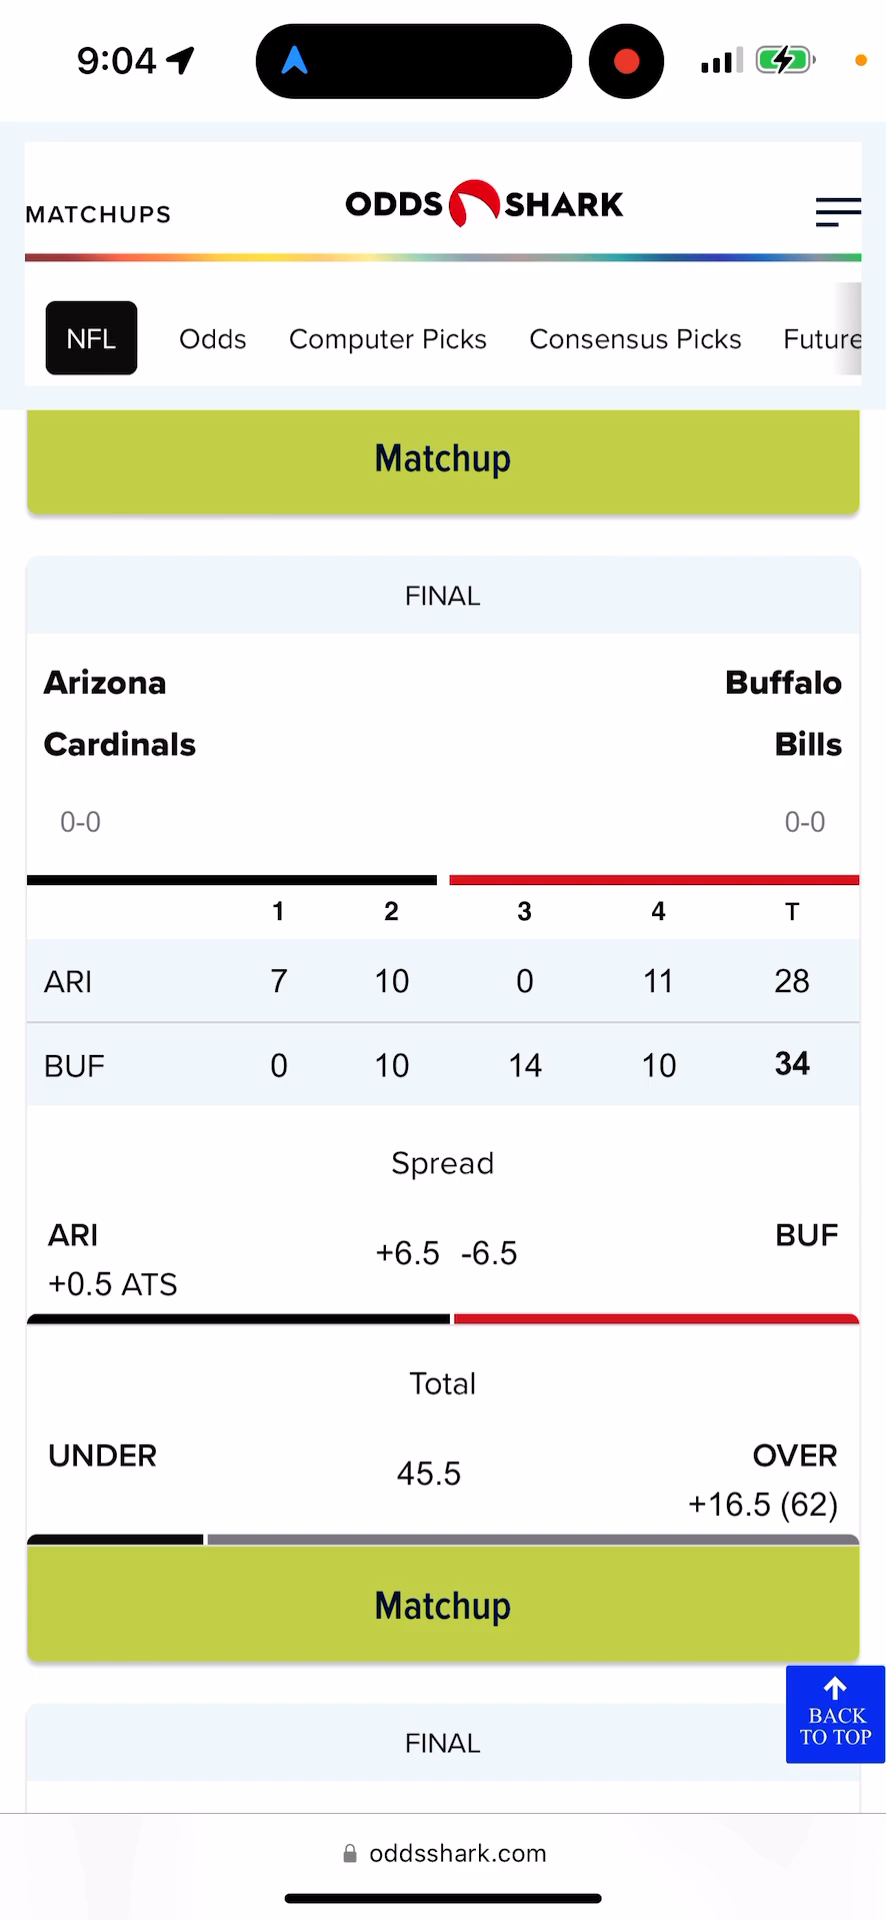 9:04
MATCHUPS
ODDS SHARK
NFL Odds Computer Picks Consensus Picks Future
Matchup
FINAL
Arizona Buffalo
Cardinals Bills
0-0 0-0
1 2 3 4 T
ARI 7 10 0 11 28
BUF 0 10 14 10 34
Spread
ARI +6.5 -6.5 BUF
+0.5 ATS
Total
UNDER 45.5 OVER
+16.5 (62)
Matchup
BACK
TO TOP
FINAL
oddsshark.com